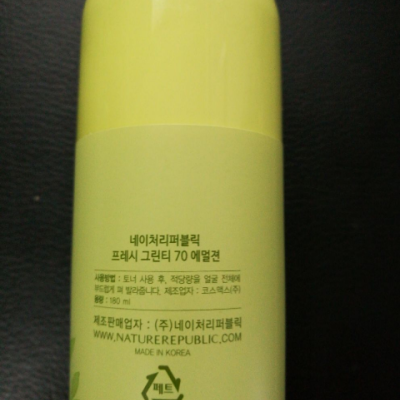 네이처리퍼블릭
프레시 그린티 70 에멀젼
사용방법 : 토너 사용 후, 적당량을 얼굴 전체에
부드럽게 펴 발라줍니다. 제조업자 : 코스맥스(주)
용량 : 180 ml
제조판매업자 : (주)네이처리퍼블릭
WWW.NATUREREPUBLIC.COM
MADE IN KOREA
페트